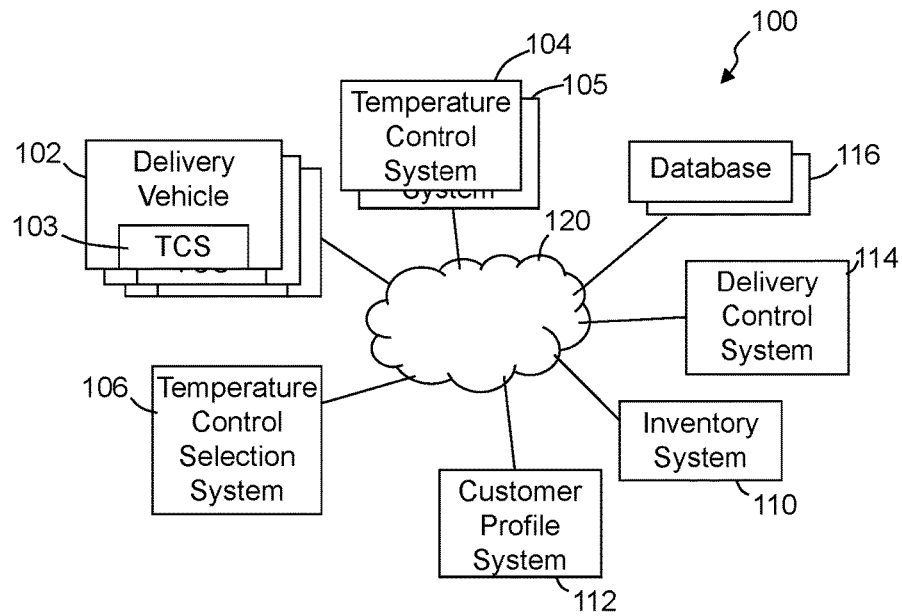 100
104
105
Temperature
Control
System
System
102
Delivery
Vehicle
103
TCS
Database
116
120
114
Delivery
Control
System
106
Temperature
Control
Selection
System
Inventory
System
110
Customer
Profile
System
112